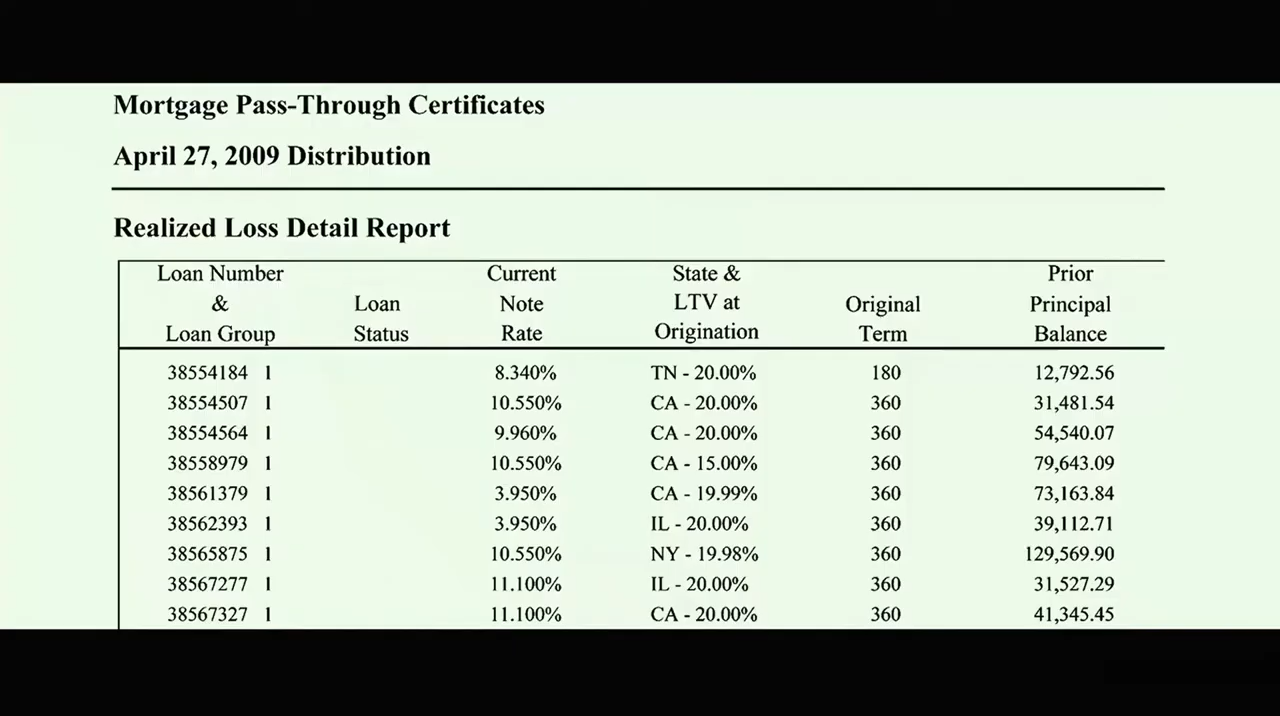 Mortgage Pass-Through Certificates
April 27, 2009 Distribution
Realized Loss Detail Report
Loan Number & Loan Group Loan Status Current Note Rate State & LTV at Origination Original Term Prior Principal Balance
38554184 1 8.340% TN - 20.00% 180 12,792.56
38554507 1 10.550% CA - 20.00% 360 31,481.54
38554564 1 9.960% CA - 20.00% 360 54,540.07
38558979 1 10.550% CA - 15.00% 360 79,643.09
38561379 1 3.950% CA - 19.99% 360 73,163.84
38562393 1 3.950% IL - 20.00% 360 39,112.71
38565875 1 10.550% NY - 19.98% 360 129,569.90
38567277 1 11.100% IL - 20.00% 360 31,527.29
38567327 1 11.100% CA - 20.00% 360 41,345.45